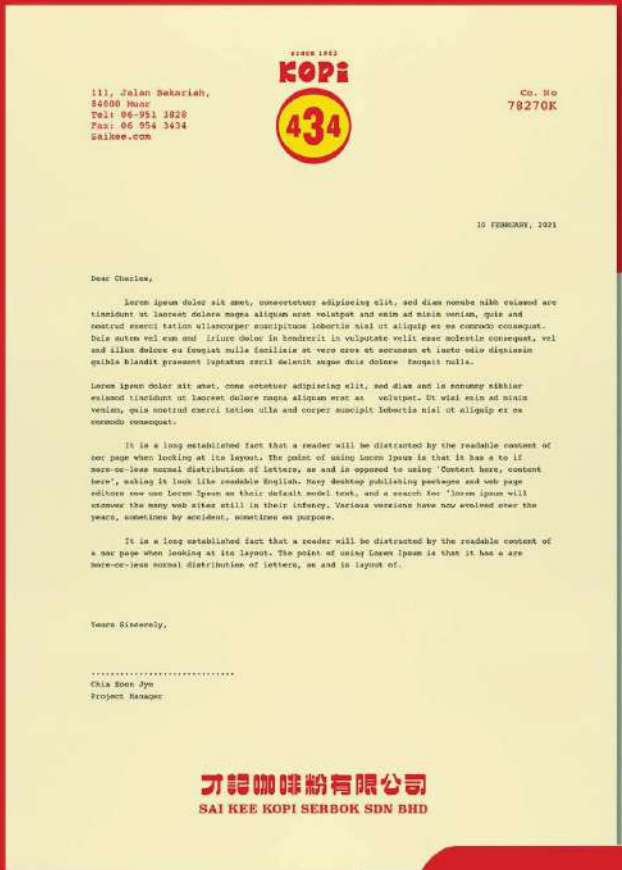 SINCE 1952
KOPi
434
111, Jalan Bakariah,
84000 Muar
Tel: 06-951 3828
Fax: 06 954 3434
Saikee.com
Co. No
78270K
10 FEBRUARY, 2021
Dear Charles,
Lorem ipsum dolor sit amet, consectetuer adipiscing elit, sed diam nonube nibh euismod are
tincidunt ut laoreet dolore magna aliquam erat volutpat and enim ad minim veniam, quis and
nostrud exerci tation ullamcorper suscipituse lobortis nisl ut aliquip ex ea commodo consequat.
Duis autem vel eum and iriure dolor in hendrerit in vulputate velit esse molestie consequat, vel
and illun dolore eu feugiat nulla facilisis at vero eros et accumsan et iusto odio dignissim
quible blandit praesent luptatum zzril delenit augue duis dolore feugait nulla.
Lorem ipsum dolor sit amet, cons ectetuer adipiscing elit, sed diam and is nonummy nibhier
euismod tincidunt ut laoreet dolore magna aliquam erat as volutpat. Ut wisi enim ad minim
veniam, quis nostrud exerci tation ulla and corper suscipit lobortis nisl ut aliquip ex ea
commodo consequat.
It is a long established fact that a reader will be distracted by the readable content of
nor page when looking at its layout. The point of using Lorem Ipsum is that it has a to if
more-or-less normal distribution of letters, as and is opposed to using 'Content here, content
here', making it look like readable English. Many desktop publishing packages and web page
editors now use Lorem Ipsum as their default model text, and a search for 'lorem ipsum will
uncover the many web sites still in their infancy. Various versions have now evolved over the
years, sometimes by accident, sometimes on purpose.
It is a long established fact that a reader will be distracted by the readable content of
a nor page when looking at its layout. The point of using Lorem Ipsum is that it has a are
more-or-less normal distribution of letters, as and is layout of.
Yours Sincerely,
Chia Soon Jye
Project Manager
才記咖啡粉有限公司
SAI KEE KOPI SERBOK SDN BHD